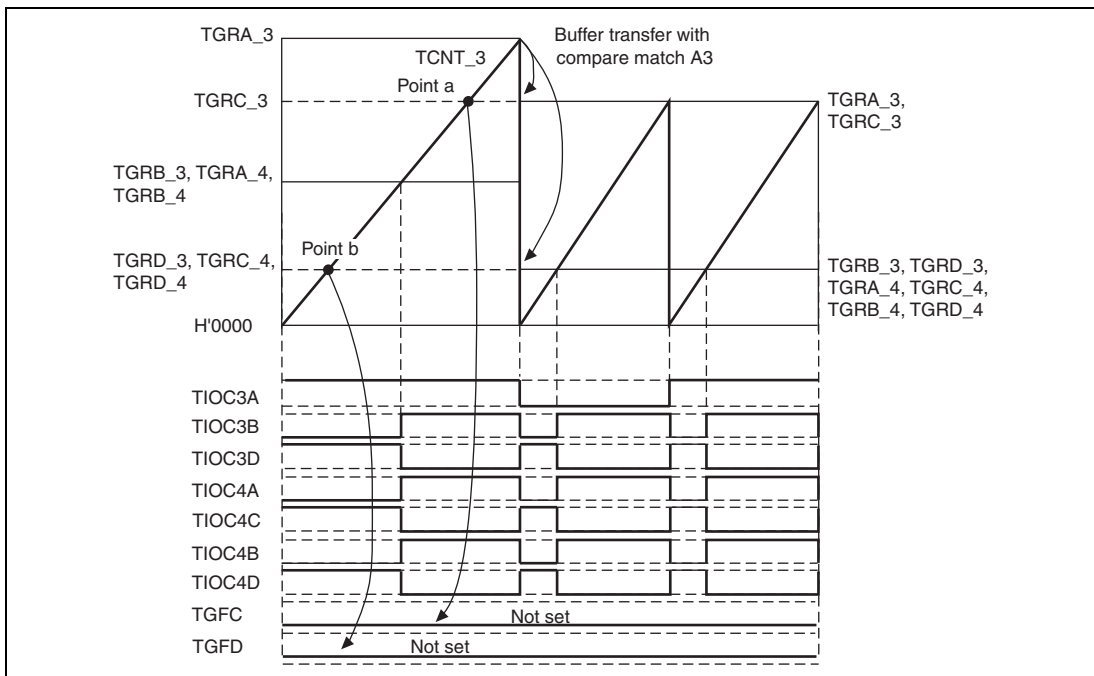 TGRA_3
TCNT_3
Buffer transfer with
compare match A3
Point a
TGRC_3
TGRA_3,
TGRC_3
TGRB_3, TGRA_4,
TGRB_4
Point b
TGRD_3, TGRC_4,
TGRD_4
TGRB_3, TGRD_3,
TGRA_4, TGRC_4,
TGRB_4, TGRD_4
H'0000
TIOC3A
TIOC3B
TIOC3D
TIOC4A
TIOC4C
TIOC4B
TIOC4D
TGFC
Not set
TGFD
Not set